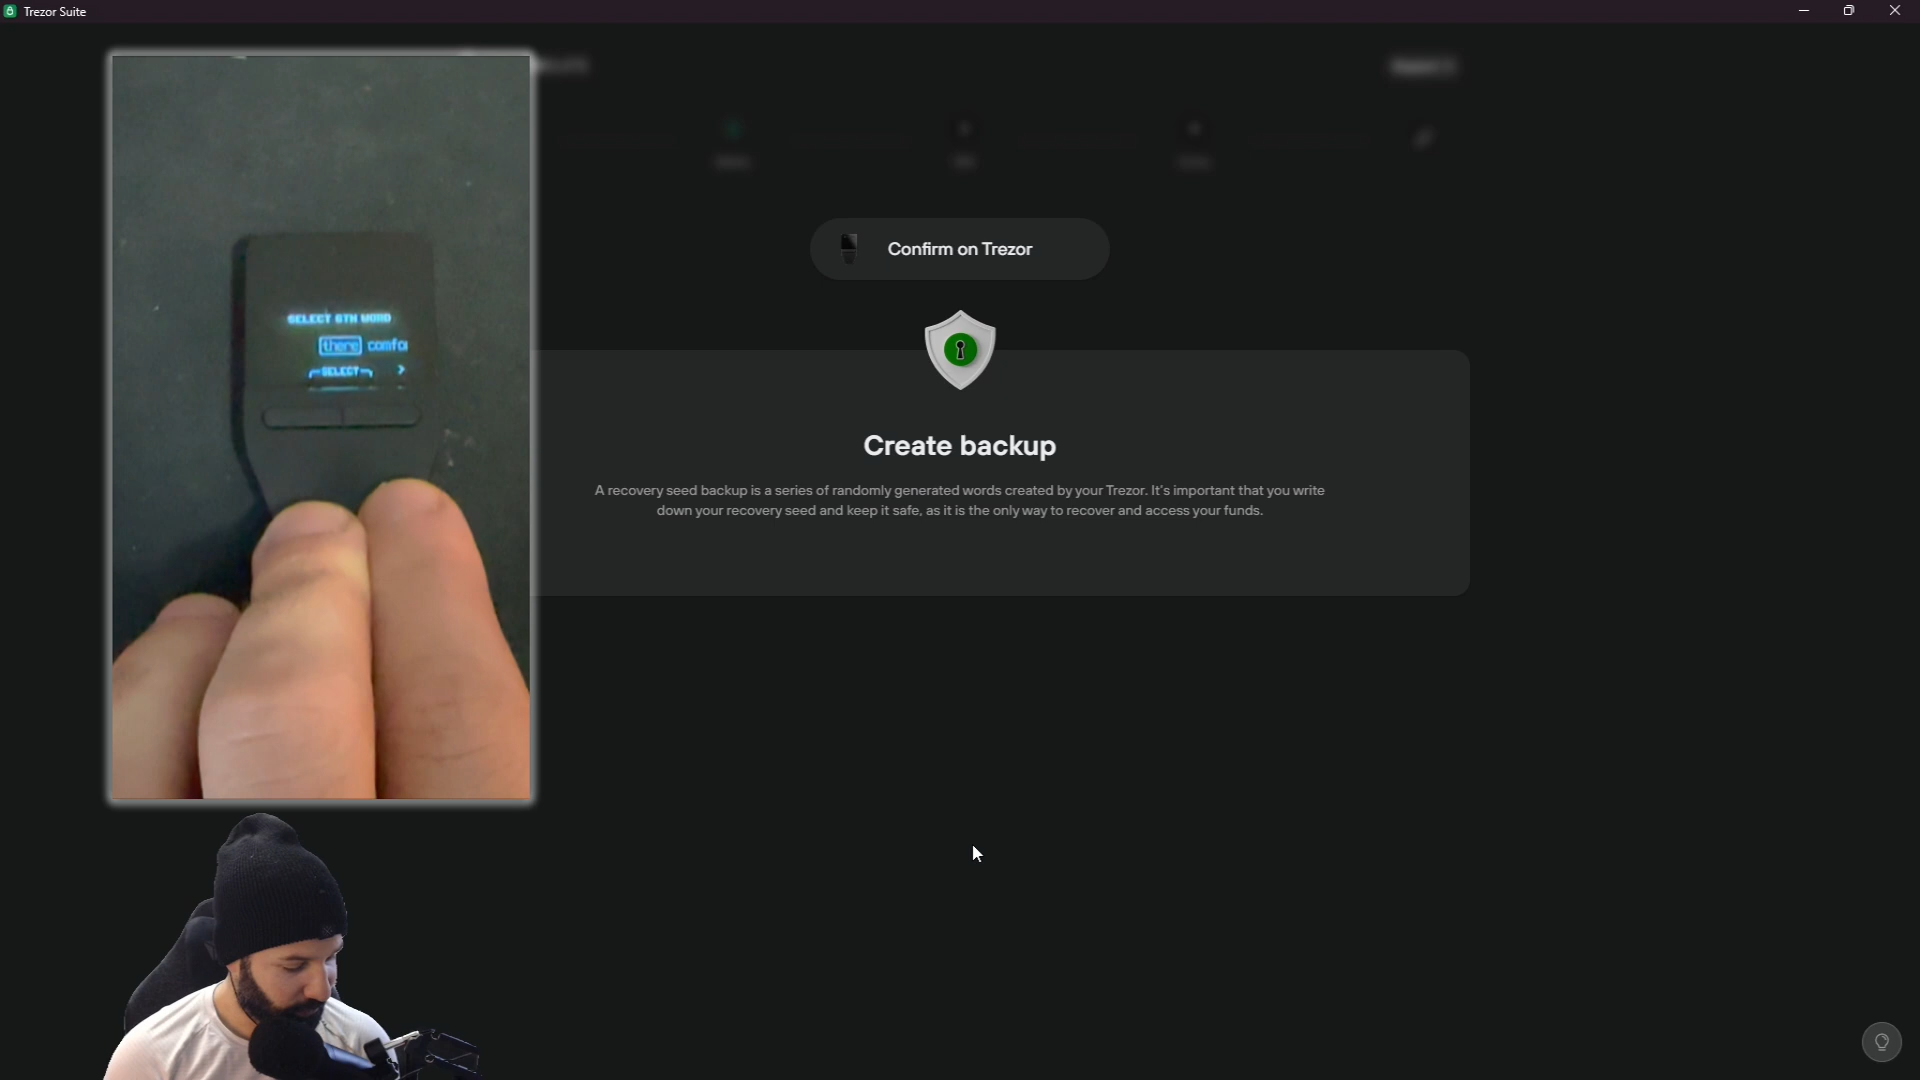 Trezor Suite
SELECT 6TH WORD
there comfo
SELECT >
Confirm on Trezor
Create backup
A recovery seed backup is a series of randomly generated words created by your Trezor. It's important that you write
down your recovery seed and keep it safe, as it is the only way to recover and access your funds.